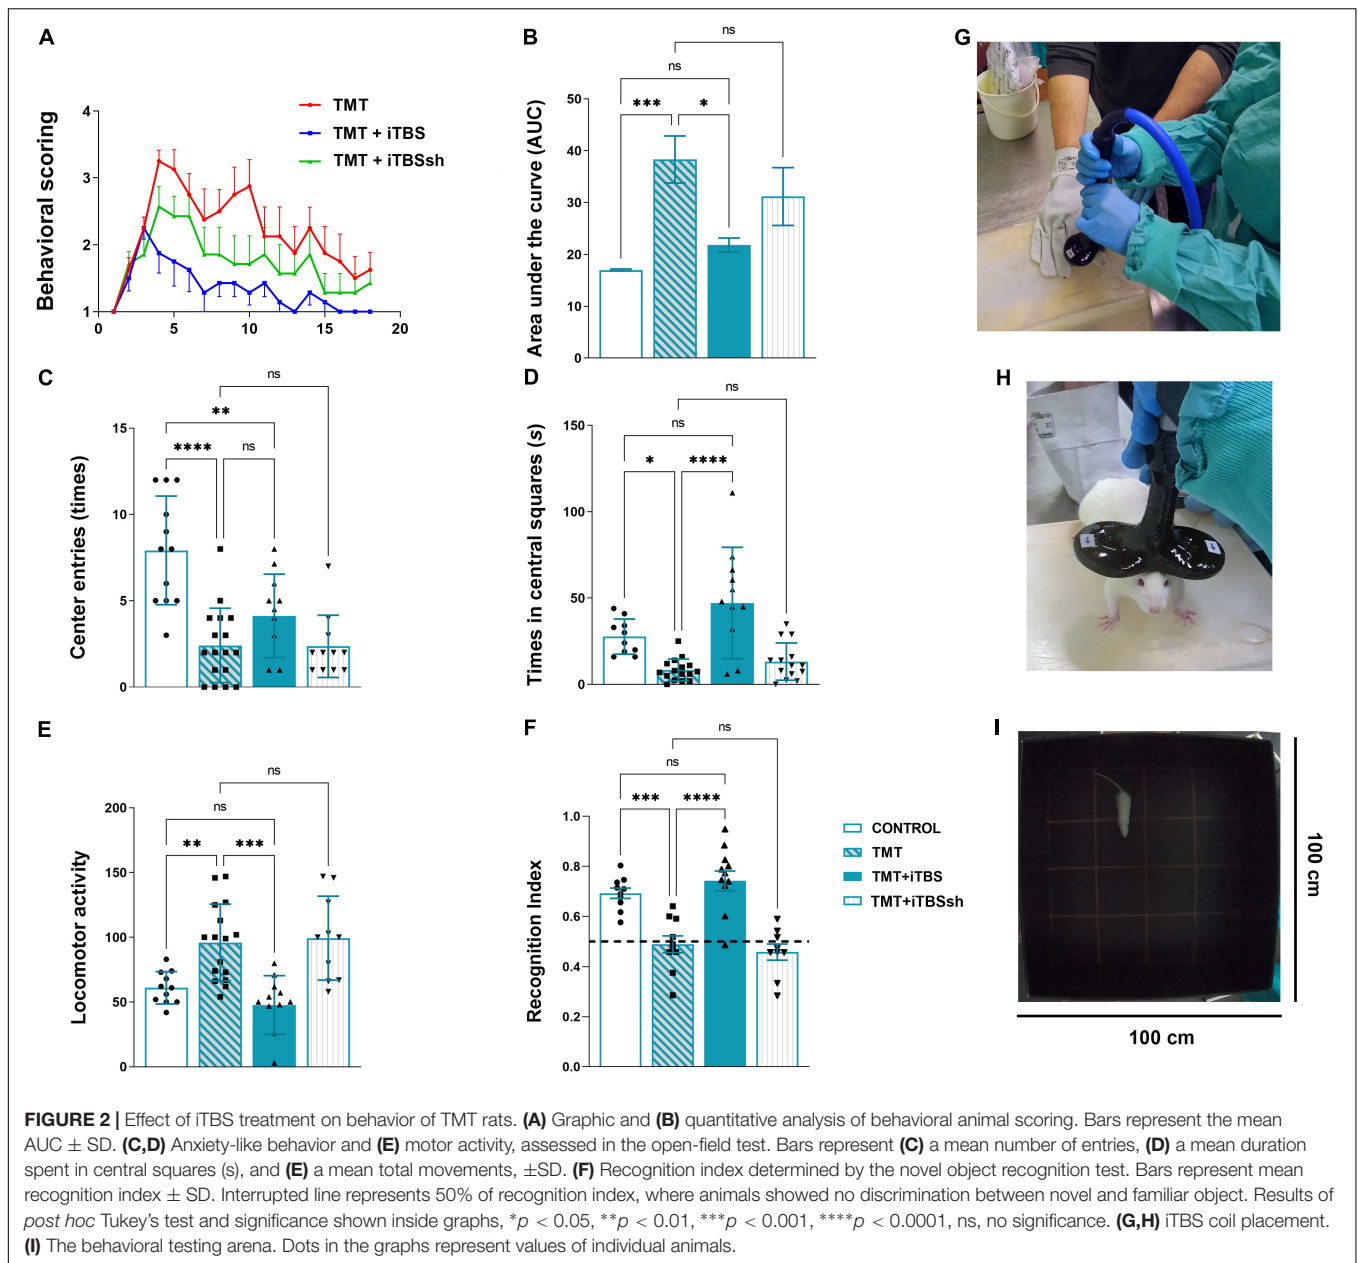 A
Behavioral scoring
4
3
2
1
0
5
10
15
20
TMT
TMT + iTBS
TMT + iTBSsh
B
Area under the curve (AUC)
50
40
30
20
10
0
ns
ns
*** *
G
C
Center entries (times)
15
10
5
0
ns
**
**** ns
D
Times in central squares (s)
150
100
50
0
ns
ns
* ****
H
E
Locomotor activity
200
150
100
50
0
ns
ns
** ***
F
Recognition Index
1.0
0.8
0.6
0.4
0.2
0.0
ns
ns
*** ****
CONTROL
TMT
TMT+iTBS
TMT+iTBSsh
I
100 cm
100 cm
FIGURE 2 | Effect of iTBS treatment on behavior of TMT rats. (A) Graphic and (B) quantitative analysis of behavioral animal scoring. Bars represent the mean
AUC ± SD. (C,D) Anxiety-like behavior and (E) motor activity, assessed in the open-field test. Bars represent (C) a mean number of entries, (D) a mean duration
spent in central squares (s), and (E) a mean total movements, ±SD. (F) Recognition index determined by the novel object recognition test. Bars represent mean
recognition index ± SD. Interrupted line represents 50% of recognition index, where animals showed no discrimination between novel and familiar object. Results of
post hoc Tukey's test and significance shown inside graphs, *p < 0.05, **p < 0.01, ***p < 0.001, ****p < 0.0001, ns, no significance. (G,H) iTBS coil placement.
(I) The behavioral testing arena. Dots in the graphs represent values of individual animals.